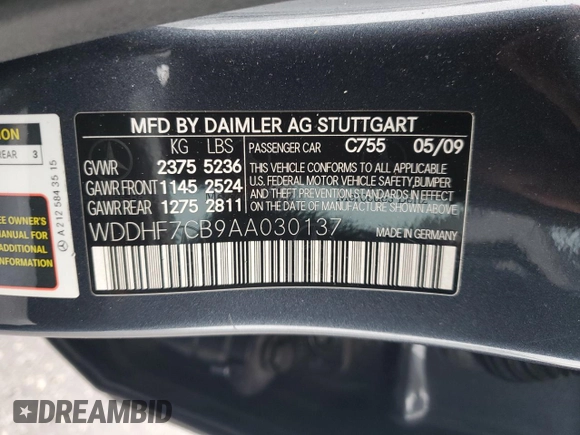 MFD BY DAIMLER AG STUTTGART
KG LBS PASSENGER CAR C755 05/09
GVWR 2375 5236
GAWR FRONT 1145 2524
GAWR REAR 1275 2811
THIS VEHICLE CONFORMS TO ALL APPLICABLE
U.S. FEDERAL MOTOR VEHICLE SAFETY, BUMPER
AND THEFT PREVENTION STANDARDS IN EFFECT
ON THE DATE OF MANUFACTURE SHOWN ABOVE
WDDHF7CB9AA030137 MADE IN GERMANY
REAR 3
SEE OWNER'S
MANUAL FOR
ADDITIONAL
INFORMATION
A 212 584 35 15
DREAMBID